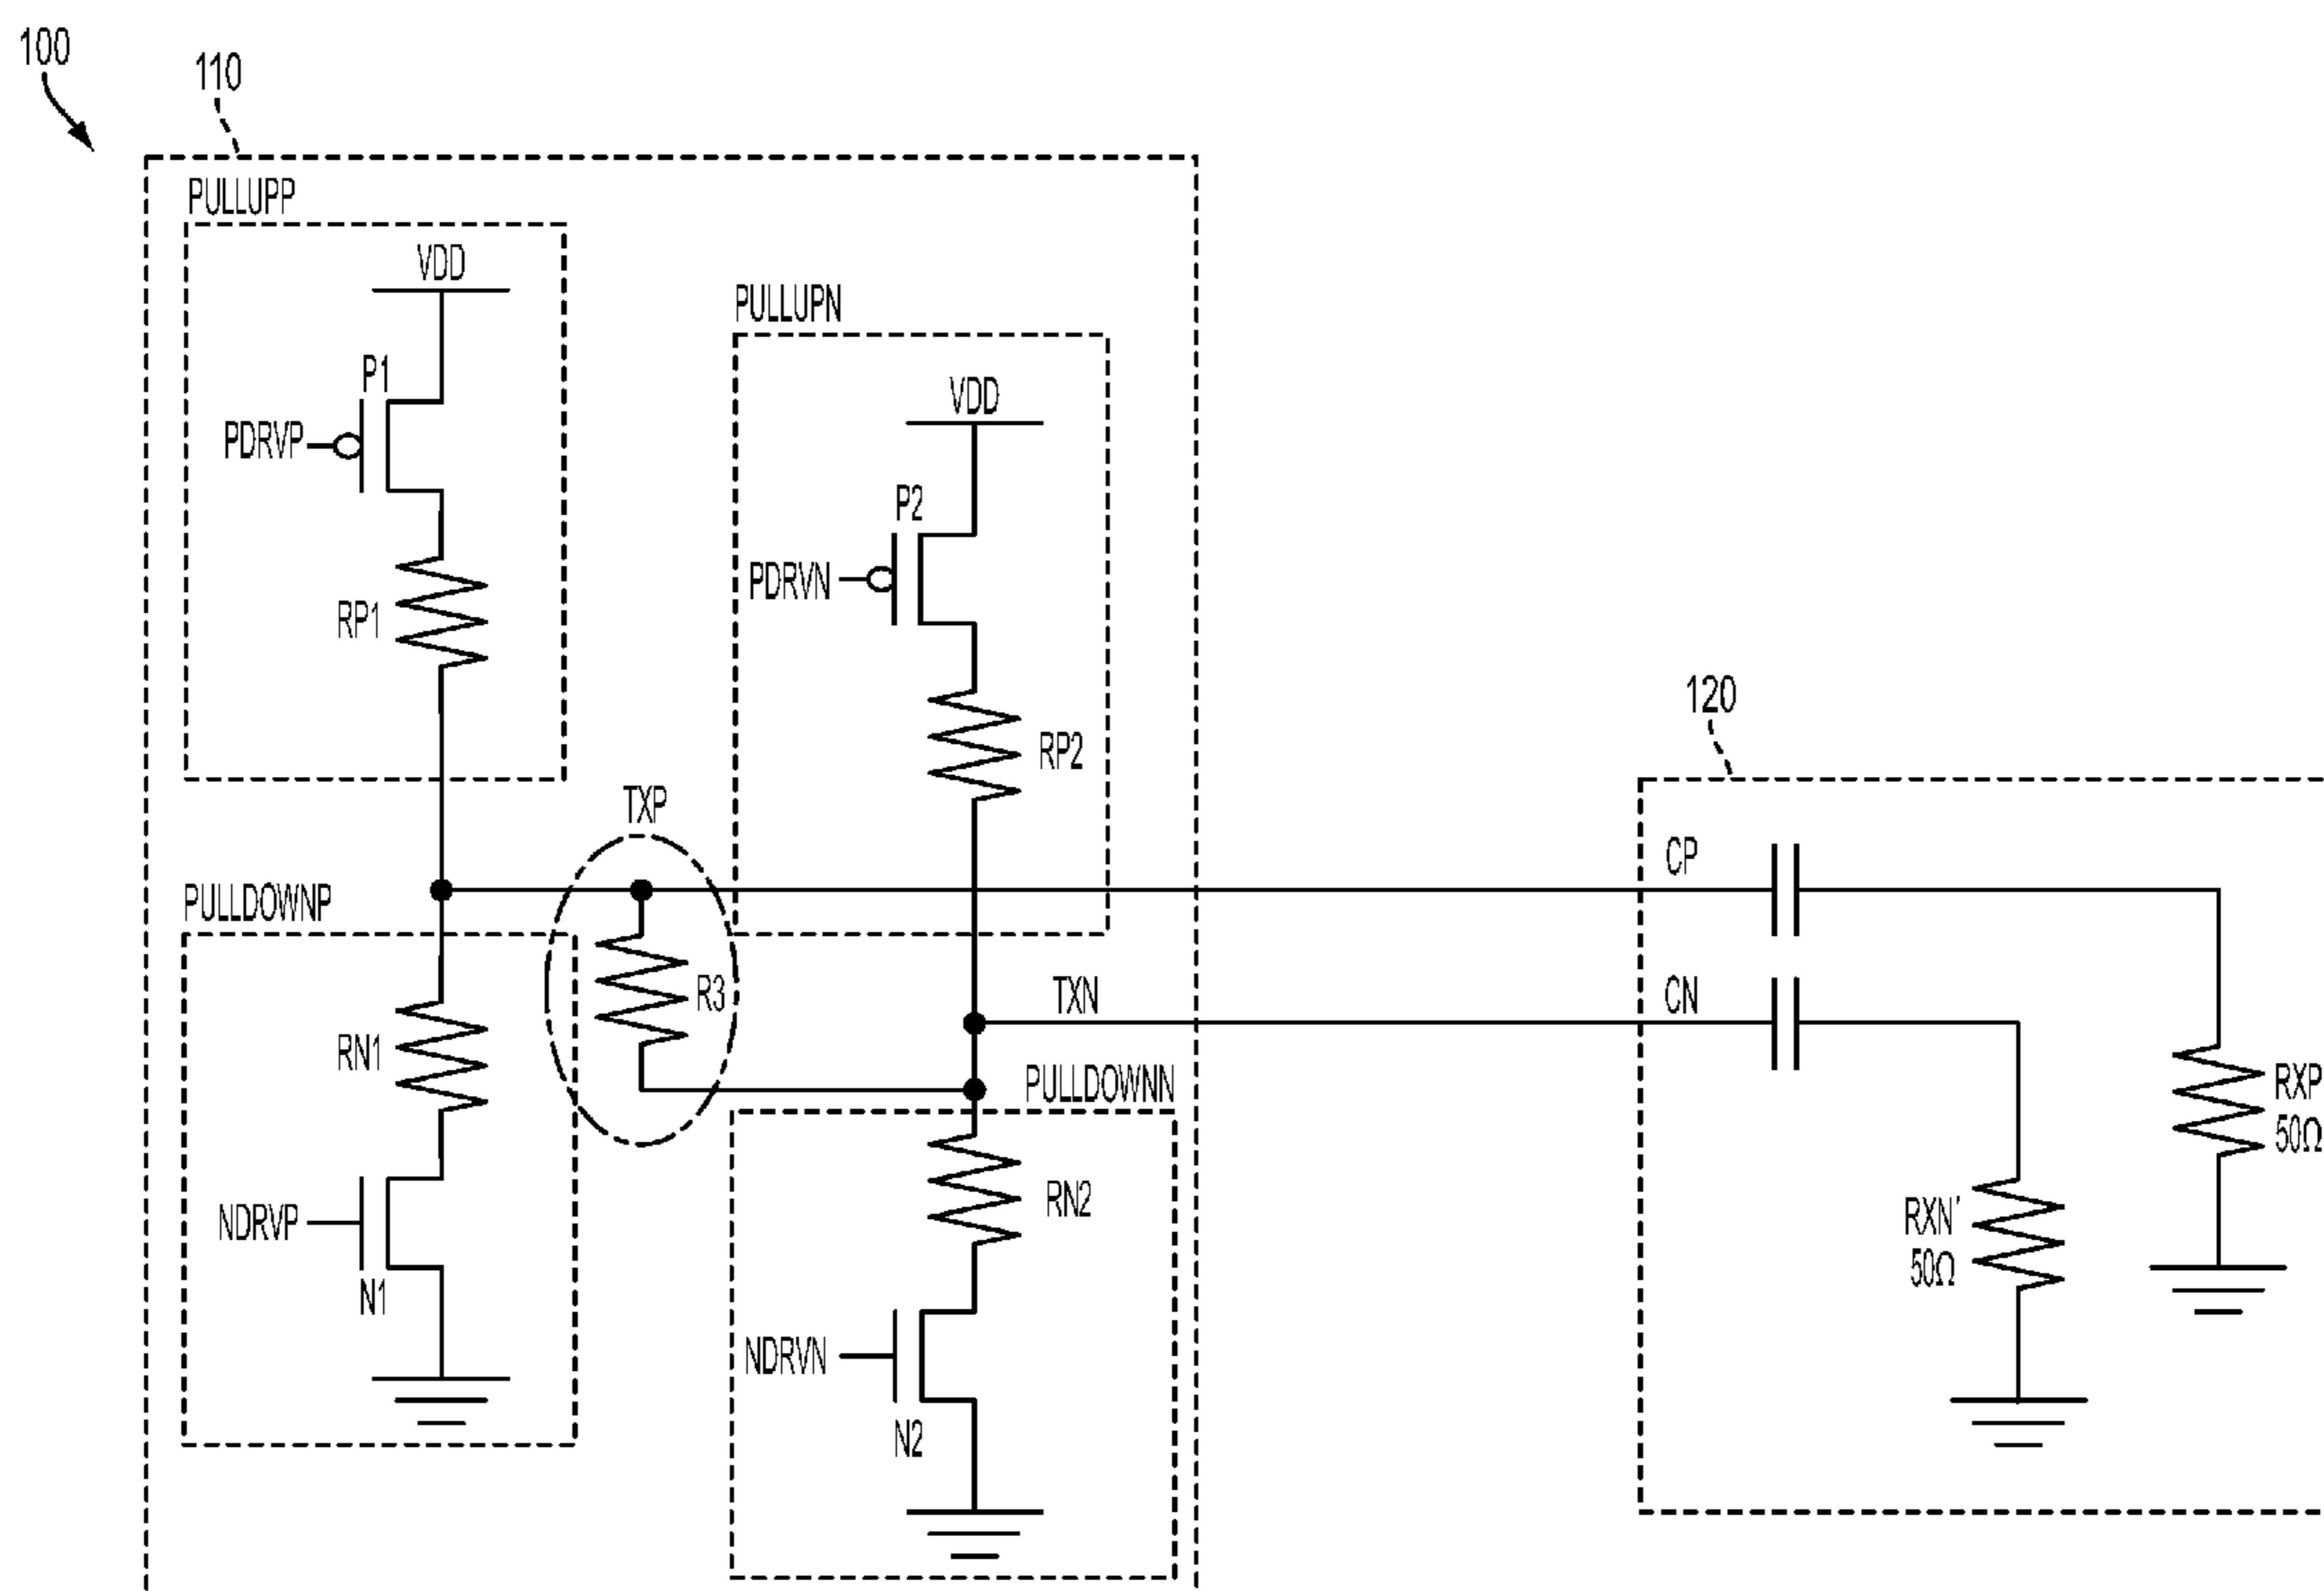 100
110
PULLUPP
VDD
P1
PDRVP
RP1
PULLUPN
VDD
P2
PDRVN
RP2
120
TXP
CP
PULLDOWNP
R3
TXN
CN
RN1
PULLDOWNN
RXP
50Ω
NDRVP
N1
RN2
RXN'
50Ω
NDRVN
N2